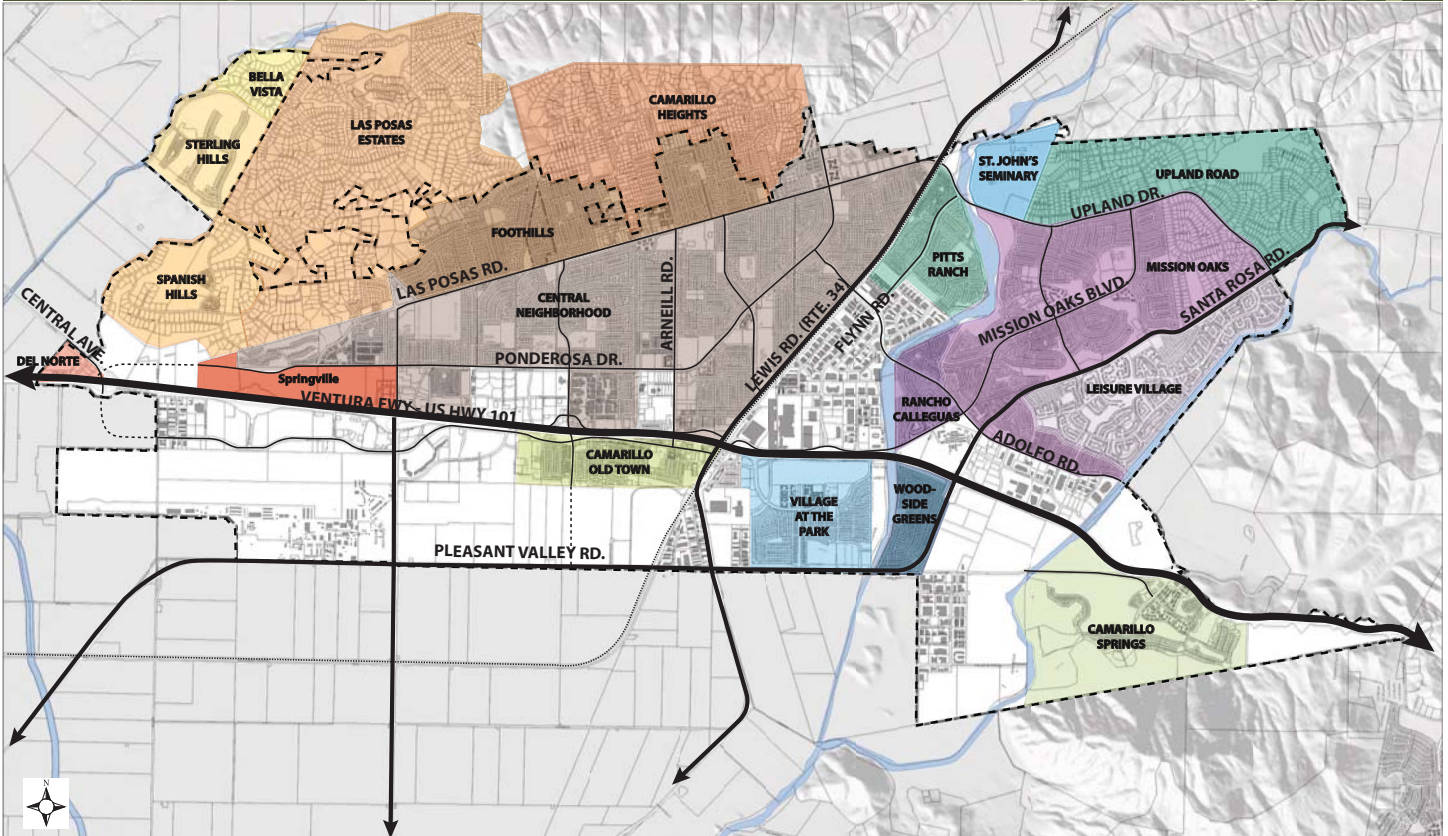 BELLA
VISTA
STERLING
HILLS
LAS POSAS
ESTATES
CAMARILLO
HEIGHTS
ST. JOHN'S
SEMINARY
UPLAND ROAD
UPLAND DR.
FOOTHILLS
SPANISH
HILLS
LAS POSAS RD.
PITTS
RANCH
MISSION OAKS
CENTRAL AVE
CENTRAL
NEIGHBORHOOD
ARNEILL RD.
LEWIS RD. (RTE. 34)
FLYNN RD.
MISSION OAKS BLVD.
SANTA ROSA RD.
DEL NORTE
PONDEROSA DR.
Springville
VENTURA FWY - US HWY 101
LEISURE VILLAGE
RANCHO
CALLEGUAS
ADOLFO RD.
CAMARILLO
OLD TOWN
VILLAGE
AT THE
PARK
WOOD-
SIDE
GREENS
PLEASANT VALLEY RD.
CAMARILLO
SPRINGS
N